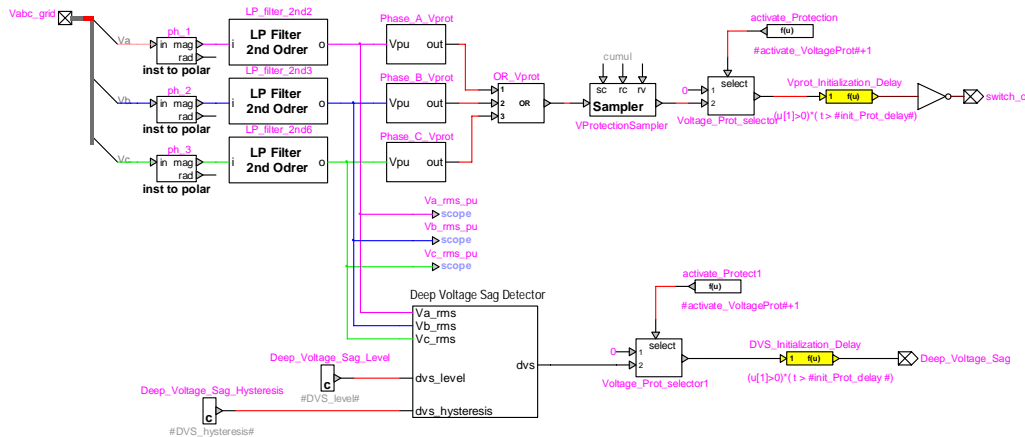 Vabc_grid
Va
ph_1
in mag
rad
inst to polar
LP_filter_2nd2
i LP Filter o
2nd Odrer
Phase_A_Vprot
Vpu out
Vb
ph_2
in mag
rad
inst to polar
LP_filter_2nd3
i LP Filter o
2nd Odrer
Phase_B_Vprot
Vpu out
Vc
ph_3
in mag
rad
inst to polar
LP_filter_2nd6
i LP Filter o
2nd Odrer
Phase_C_Vprot
Vpu out
OR_Vprot
1
2 OR
3
cumul
sc rc rv
Sampler
VProtectionSampler
activate_Protection
f(u)
#activate_VoltageProt#+1
select
0 1
2
Voltage_Prot_selector
Vprot_Initialization_Delay
1 f(u)
(u[1]>0)*( t > #init_Prot_delay#)
switch_c
Va_rms_pu
scope
Vb_rms_pu
scope
Vc_rms_pu
scope
Deep Voltage Sag Detector
Va_rms
Vb_rms
Vc_rms
dvs
dvs_level
dvs_hysteresis
Deep_Voltage_Sag_Level
c
#DVS_level#
Deep_Voltage_Sag_Hysteresis
c
#DVS_hysteresis#
activate_Protect1
f(u)
#activate_VoltageProt#+1
select
0 1
2
Voltage_Prot_selector1
DVS_Initialization_Delay
1 f(u)
(u[1]>0)*( t > #init_Prot_delay #)
Deep_Voltage_Sag